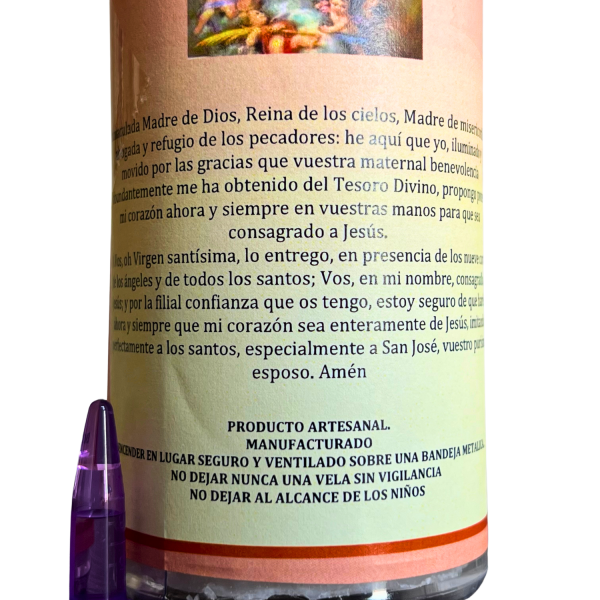 Madre de Dios, Reina de los cielos, Madre de
y refugio de los pecadores: he aquí que yo,
movido por las gracias que vuestra maternal benevolencia
me ha obtenido del Tesoro Divino, propongo
mi corazón ahora y siempre en vuestras manos para que sea
consagrado a Jesús.
oh Virgen santísima, lo entrego, en presencia de los nueve
de los ángeles y de todos los santos; Vos, en mi nombre,
y por la filial confianza que os tengo, estoy seguro de que
ahora y siempre que mi corazón sea enteramente de Jesús,
perfectamente a los santos, especialmente a San José, vuestro
esposo. Amén
PRODUCTO ARTESANAL.
MANUFACTURADO
ENCENDER EN LUGAR SEGURO Y VENTILADO SOBRE UNA BANDEJA METALICA.
NO DEJAR NUNCA UNA VELA SIN VIGILANCIA
NO DEJAR AL ALCANCE DE LOS NIÑOS